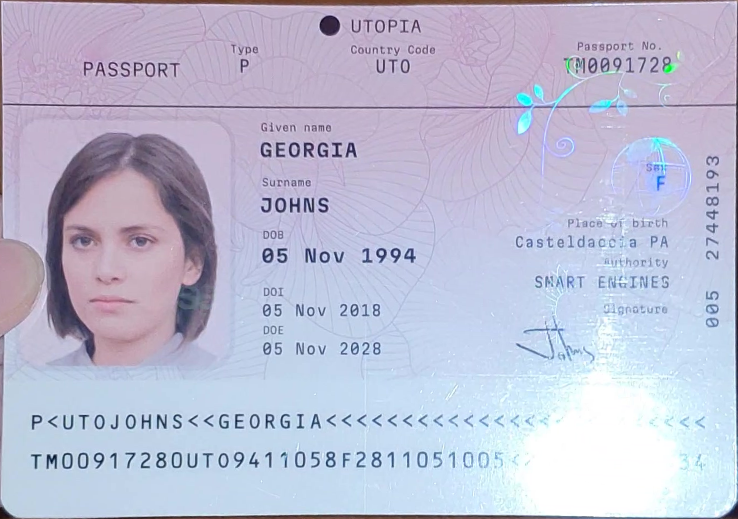 UTOPIA
Type
Country Code
Passport No.
PASSPORT
P
UTO
TM0091728
Given name
GEORGIA
Surname
JOHNS
DOB
05 Nov 1994
DOI
05 Nov 2018
DOE
05 Nov 2028
Sex
F
Place of birth
Casteldaccia PA
Authority
SMART ENGINES
Signature
Johns
005 27448193
P<UTOJOHNS<<GEORGIA<<<<<<<<<<<<<<<<<<<<<<<<<
TM00917280UTO9411058F2811051005<
34